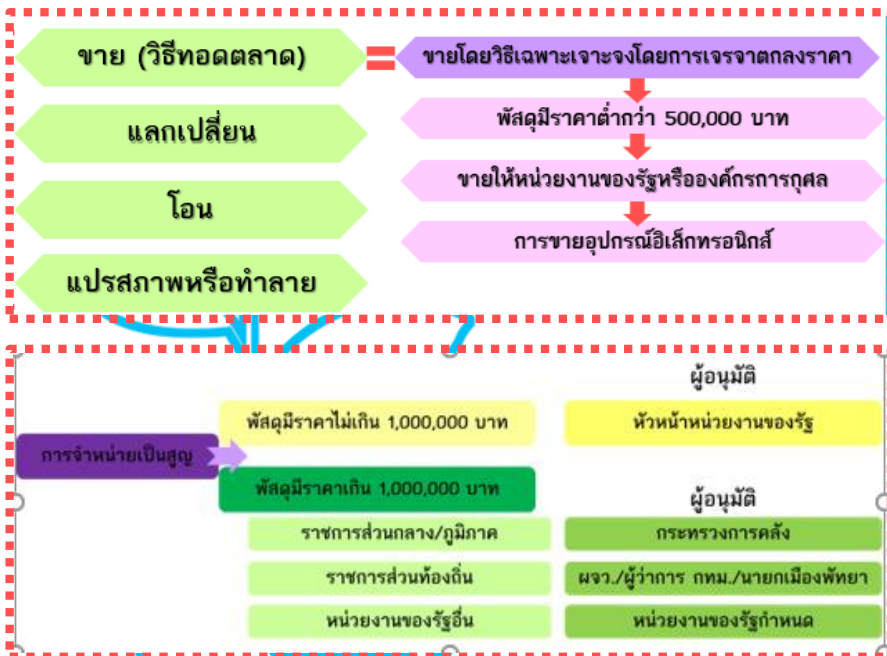 ขาย (วิธีทอดตลาด)
=
ขายโดยวิธีเฉพาะเจาะจงโดยการเจรจาตกลงราคา
แลกเปลี่ยน
พัสดุมีราคาต่ำกว่า 500,000 บาท
โอน
ขายให้หน่วยงานของรัฐหรือองค์กรการกุศล
แปรสภาพหรือทำลาย
การขายอุปกรณ์อิเล็กทรอนิกส์
ผู้อนุมัติ
พัสดุมีราคาไม่เกิน 1,000,000 บาท
หัวหน้าหน่วยงานของรัฐ
การจำหน่ายเป็นสูญ
พัสดุมีราคาเกิน 1,000,000 บาท
ผู้อนุมัติ
ราชการส่วนกลาง/ภูมิภาค
กระทรวงการคลัง
ราชการส่วนท้องถิ่น
ผจว./ผู้ว่าการ กทม./นายกเมืองพัทยา
หน่วยงานของรัฐอื่น
หน่วยงานของรัฐกำหนด